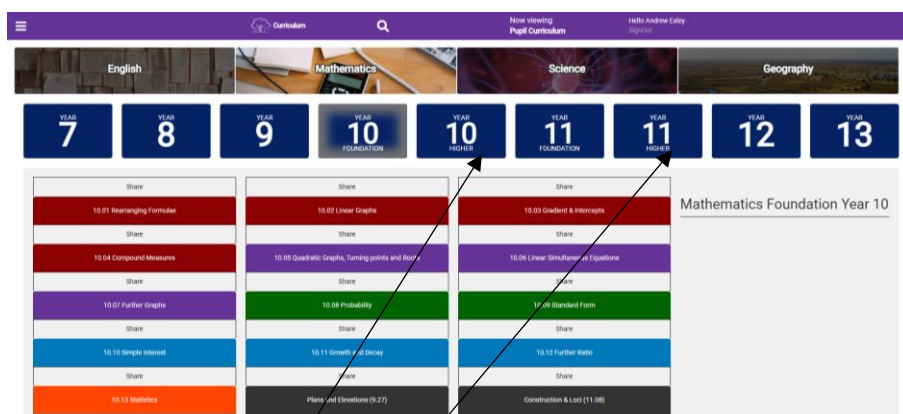 Curriculum
Now viewing
Pupil Curriculum
Hello Andrew Exley
SignOut
English
Mathematics
Science
Geography
YEAR
7
YEAR
8
YEAR
9
YEAR
10
FOUNDATION
YEAR
10
HIGHER
YEAR
11
FOUNDATION
YEAR
11
HIGHER
YEAR
12
YEAR
13
Share
Share
Share
10.01 Rearranging Formulae
10.02 Linear Graphs
10.03 Gradient & Intercepts
Mathematics Foundation Year 10
Share
Share
Share
10.04 Compound Measures
10.05 Quadratic Graphs, Turning points and Roots
10.06 Linear Simultaneous Equations
Share
Share
Share
10.07 Further Graphs
10.08 Probability
10.09 Standard Form
Share
Share
Share
10.10 Simple Interest
10.11 Growth and Decay
10.12 Further Ratio
Share
Share
Share
10.13 Statistics
Plans and Elevations (9.27)
Construction & Loci (11.08)